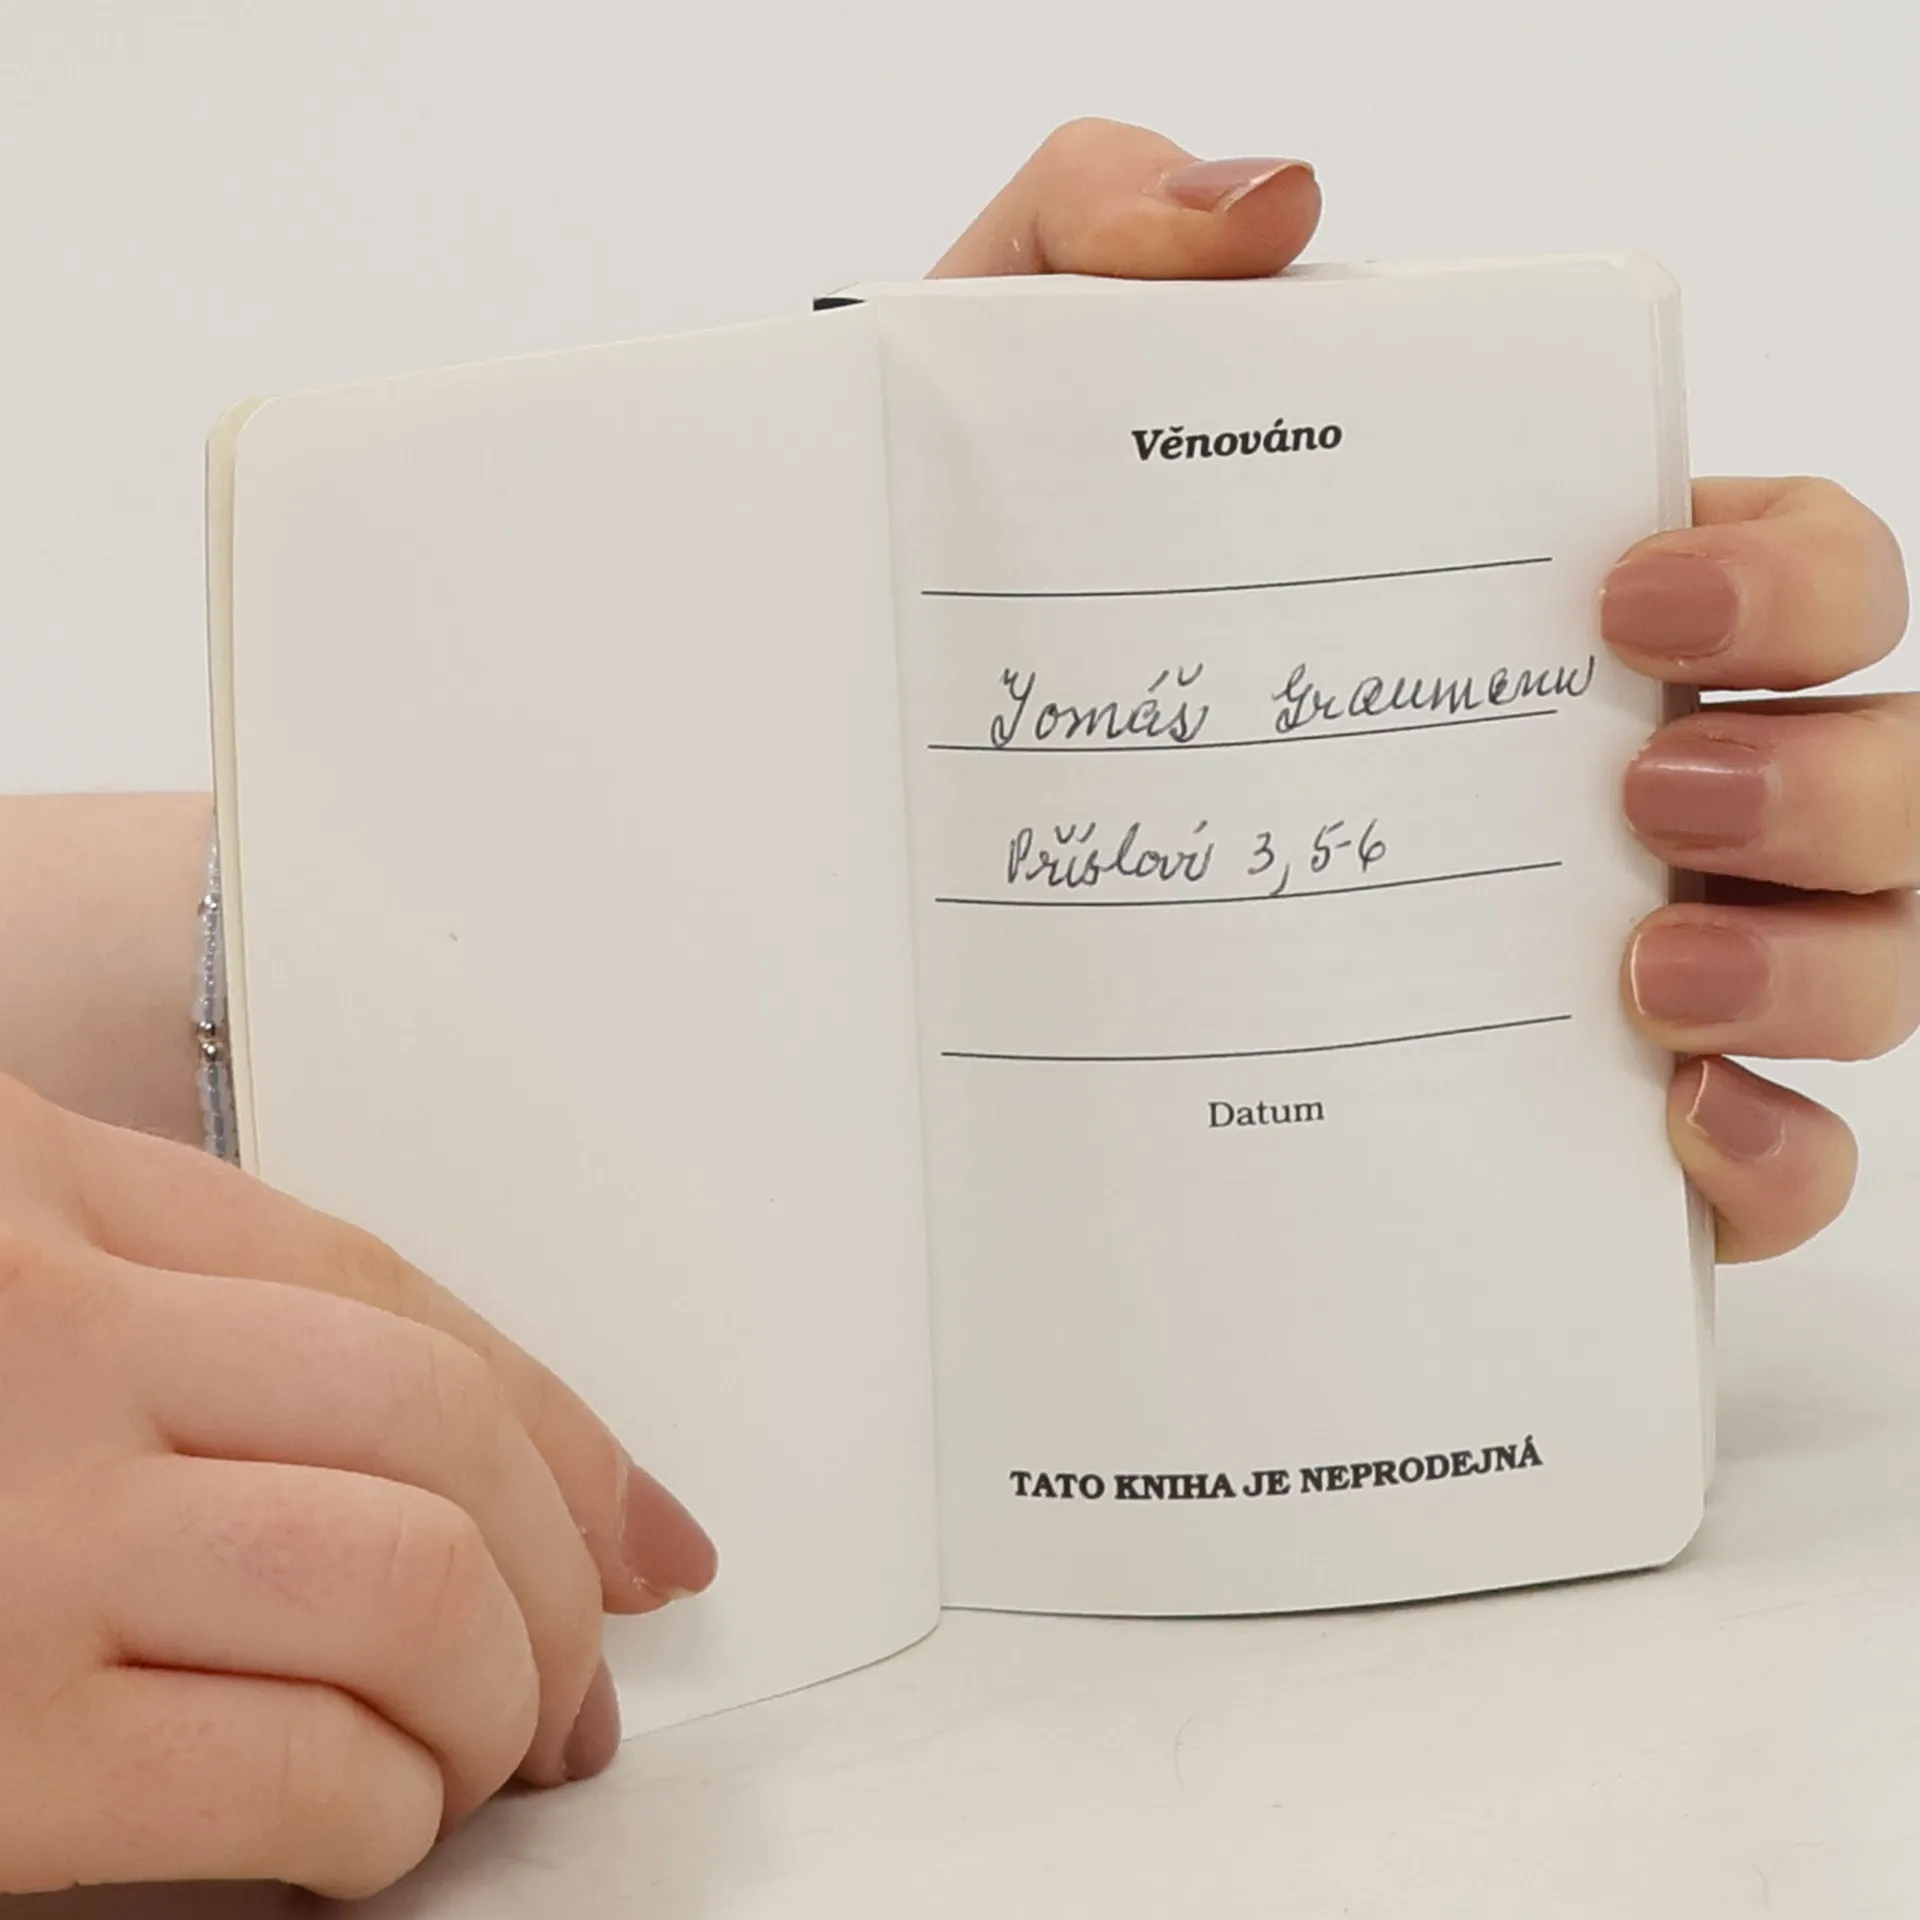 Věnováno
Tomáš Graumann
Přísloví 3, 5-6
Datum
TATO KNIHA JE NEPRODEJNÁ